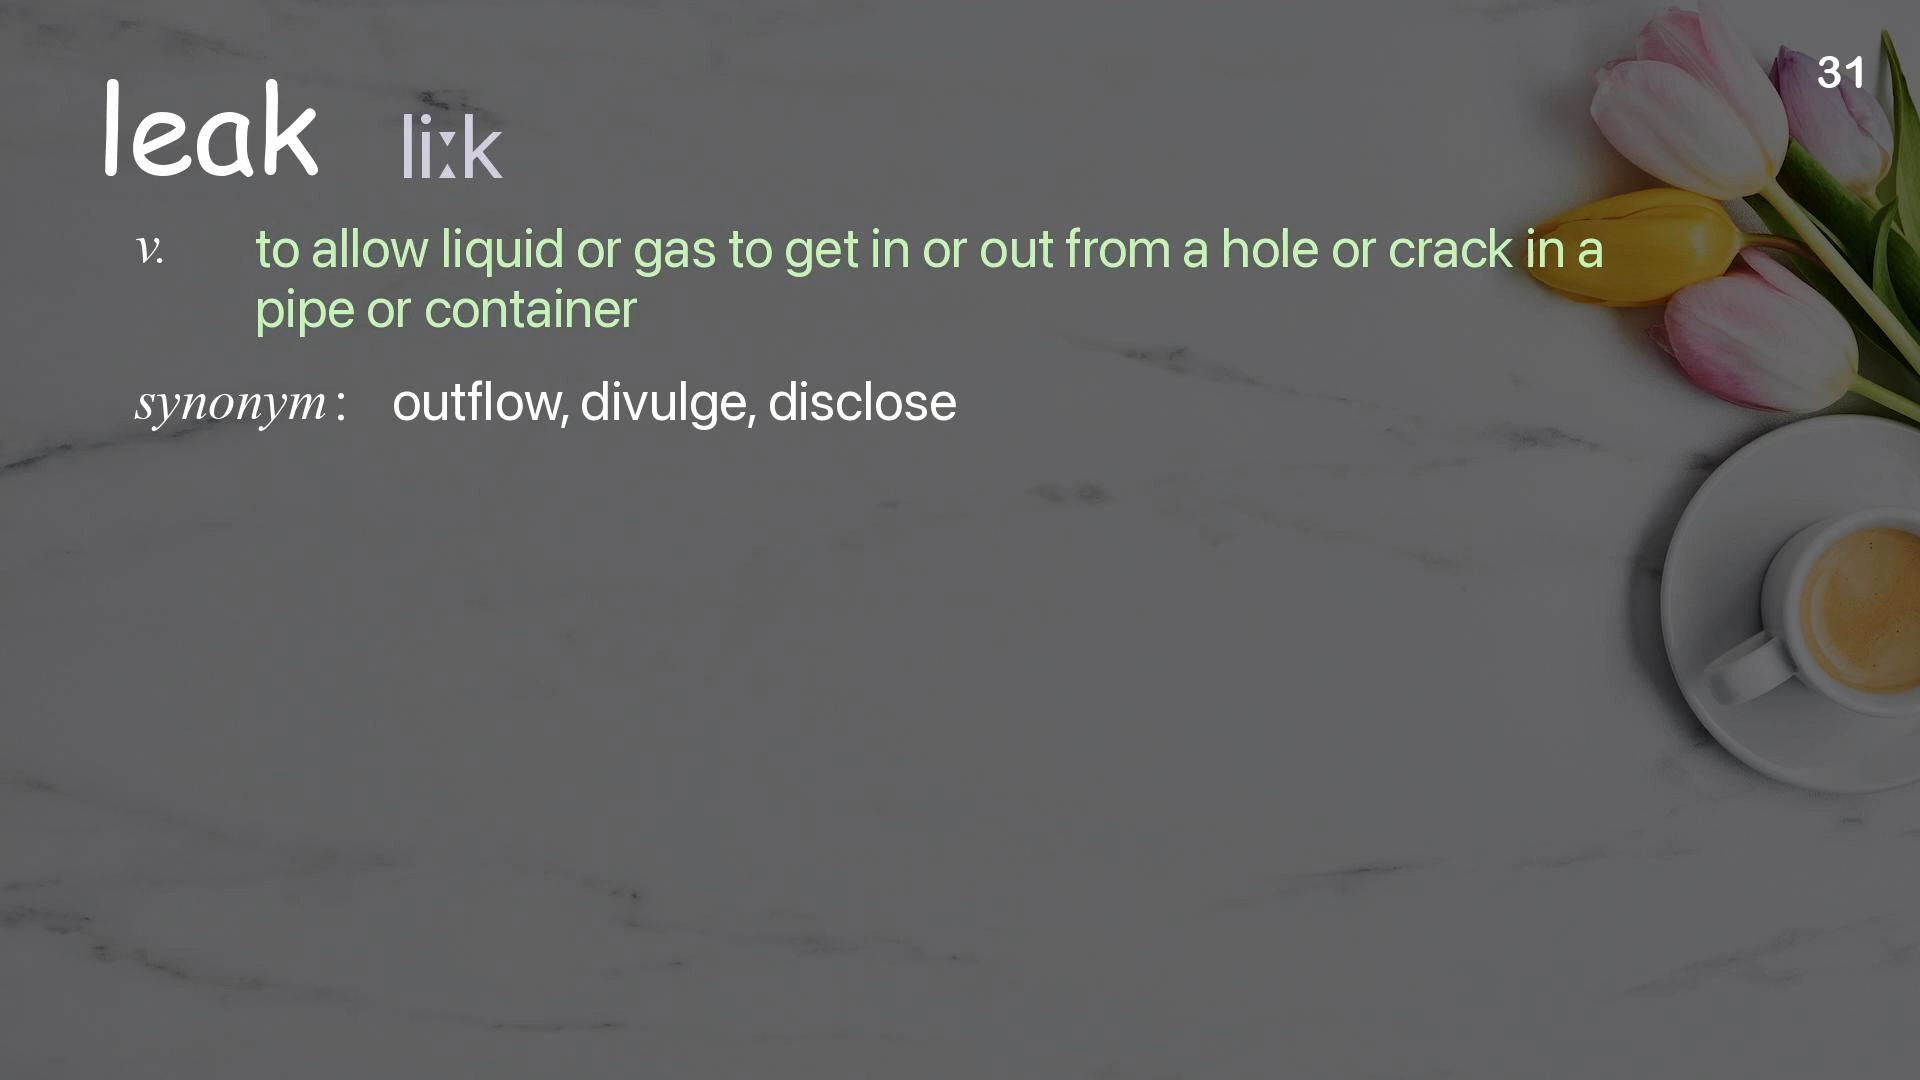 31
leak liːk
v. to allow liquid or gas to get in or out from a hole or crack in a
pipe or container
synonym : outflow, divulge, disclose